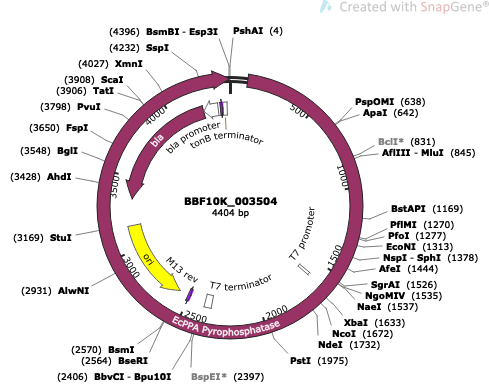 Created with SnapGene®
(4396) BsmBI - Esp3I
PshAI (4)
(4232) SspI
(4027) XmnI
(3908) ScaI
(3906) TatI
(3798) PvuI
(3650) FspI
(3548) BglI
(3428) AhdI
(3169) StuI
(2931) AlwNI
(2570) BsmI
(2564) BseRI
(2406) BbvCI - Bpu10I
BspEI* (2397)
PspOMI (638)
ApaI (642)
BclI* (831)
AflIII - MluI (845)
BstAPI (1169)
PflMI (1270)
PfoI (1277)
EcoNI (1313)
NspI - SphI (1378)
AfeI (1444)
SgrAI (1526)
NgoMIV (1535)
NaeI (1537)
XbaI (1633)
NcoI (1672)
NdeI (1732)
PstI (1975)
500
1000
1500
2000
2500
3000
3500
4000
bla
bla promoter
tonB terminator
BBF10K_003504
4404 bp
T7 promoter
ori
M13 rev
T7 terminator
EcPPA Pyrophosphatase